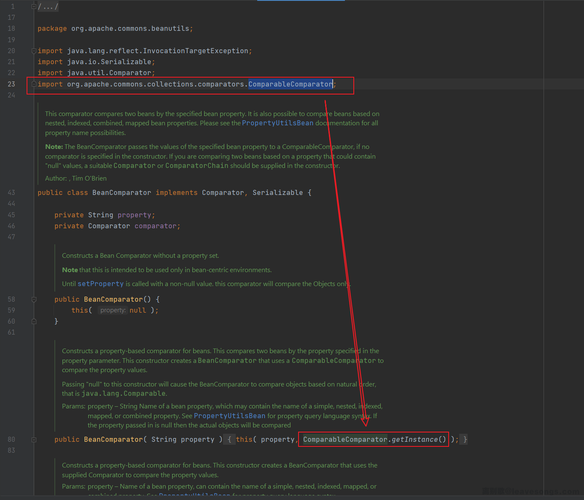 1 /.../
17
18 package org.apache.commons.beanutils;
19
20 import java.lang.reflect.InvocationTargetException;
21 import java.io.Serializable;
22 import java.util.Comparator;
23 import org.apache.commons.collections.comparators.ComparableComparator;
24
This comparator compares two beans by the specified bean property. It is also possible to compare beans based on
nested, indexed, combined, mapped bean properties. Please see the PropertyUtilsBean documentation for all
property name possibilities.
Note: The BeanComparator passes the values of the specified bean property to a ComparableComparator, if no
comparator is specified in the constructor. If you are comparing two beans based on a property that could contain
"null" values, a suitable Comparator or ComparatorChain should be supplied in the constructor.
Author: , Tim O'Brien
43 public class BeanComparator implements Comparator, Serializable {
44
45 private String property;
46 private Comparator comparator;
47
Constructs a Bean Comparator without a property set.
Note that this is intended to be used only in bean-centric environments.
Until setProperty is called with a non-null value. this comparator will compare the Objects only.
58 public BeanComparator() {
59 this( property: null );
60 }
61
Constructs a property-based comparator for beans. This compares two beans by the property specified in the
property parameter. This constructor creates a BeanComparator that uses a ComparableComparator to
compare the property values.
Passing "null" to this constructor will cause the BeanComparator to compare objects based on natural order,
that is java.lang.Comparable.
Params: property – String Name of a bean property, which may contain the name of a simple, nested, indexed,
mapped, or combined property. See PropertyUtilsBean for property query language syntax. If
the property passed in is null then the actual objects will be compared
80 public BeanComparator( String property ) { this( property, ComparableComparator.getInstance() ); }
83
Constructs a property-based comparator for beans. This constructor creates a BeanComparator that uses the
supplied Comparator to compare the property values.
Params: property – Name of a bean property, can contain the name of a simple, nested, indexed, mapped, or